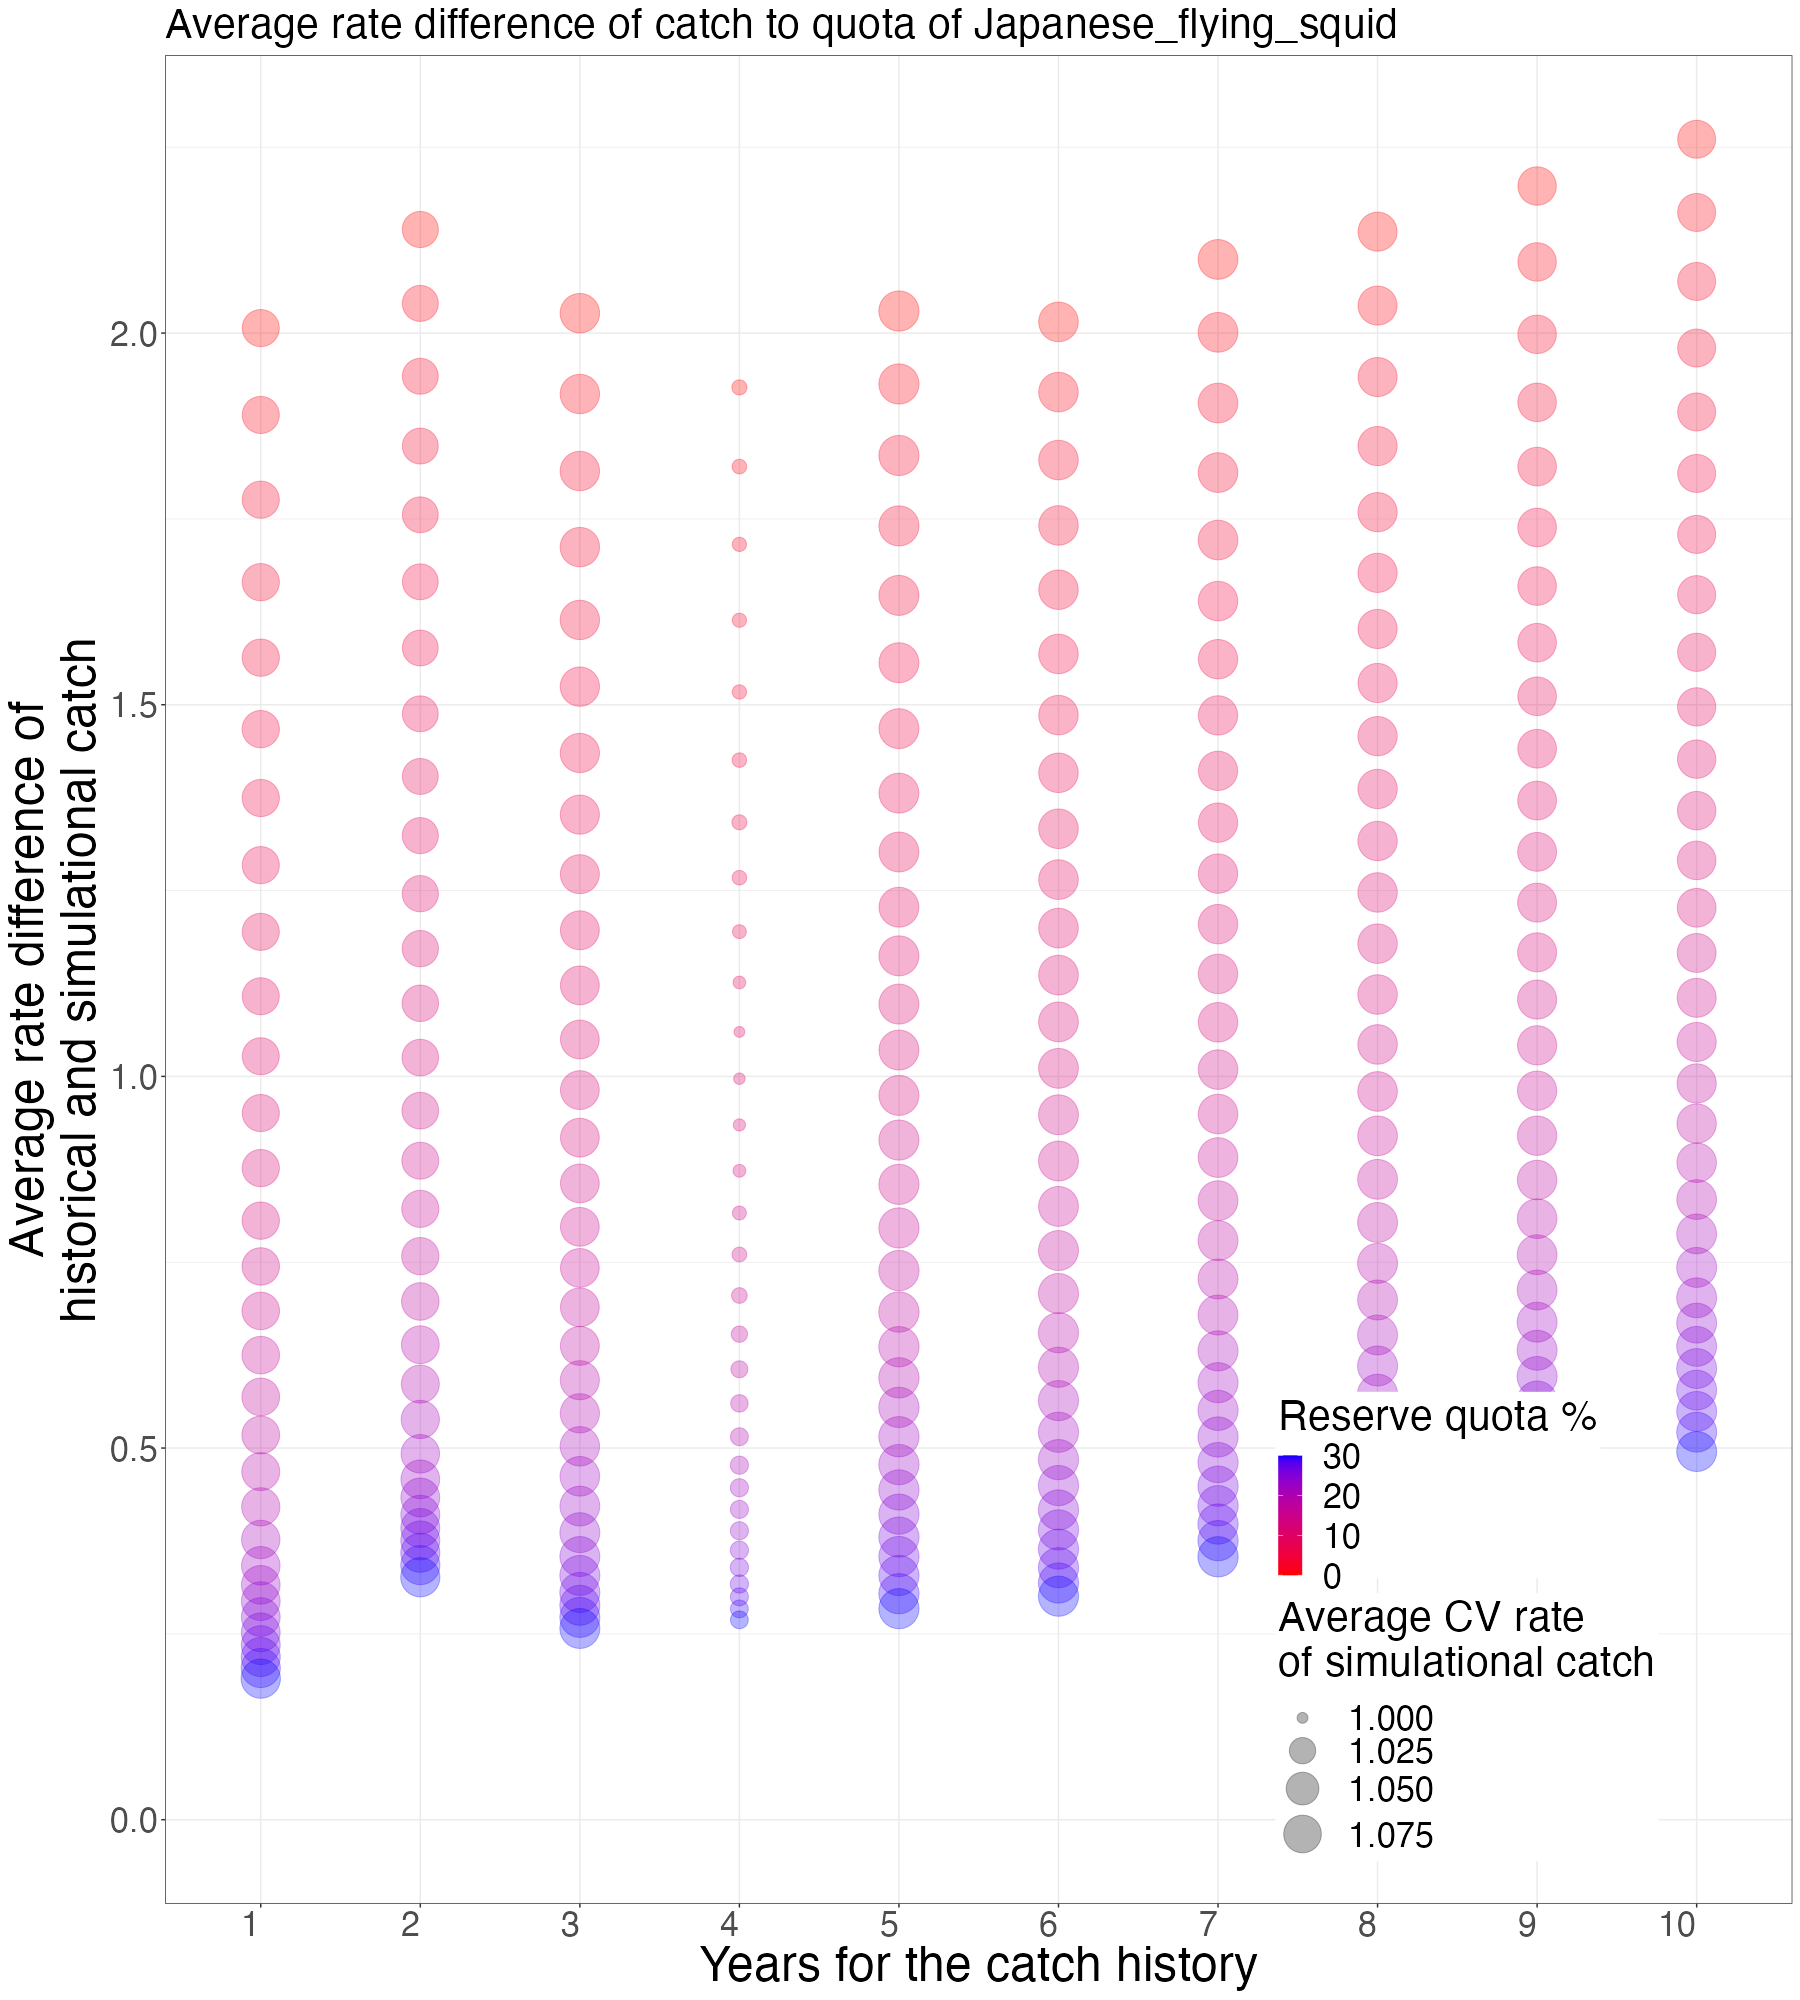 Average rate difference of catch to quota of Japanese_flying_squid
Average rate difference of
historical and simulational catch
2.0
1.5
1.0
0.5
0.0
Reserve quota %
30
20
10
0
Average CV rate
of simulational catch
1.000
1.025
1.050
1.075
1 2 3 4 5 6 7 8 9 10
Years for the catch history